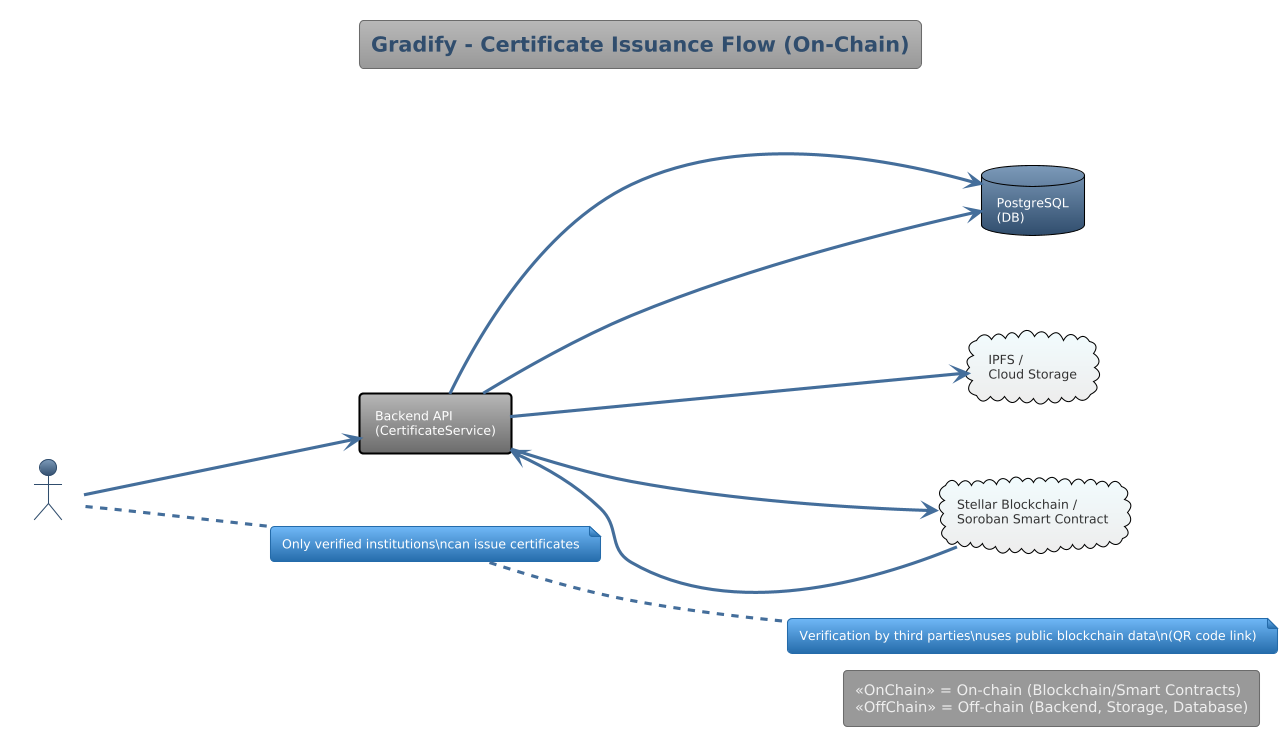 Gradify - Certificate Issuance Flow (On-Chain)
PostgreSQL
(DB)
IPFS /
Cloud Storage
Backend API
(CertificateService)
Stellar Blockchain /
Soroban Smart Contract
Only verified institutions\ncan issue certificates
Verification by third parties\nuses public blockchain data\n(QR code link)
«OnChain» = On-chain (Blockchain/Smart Contracts)
«OffChain» = Off-chain (Backend, Storage, Database)